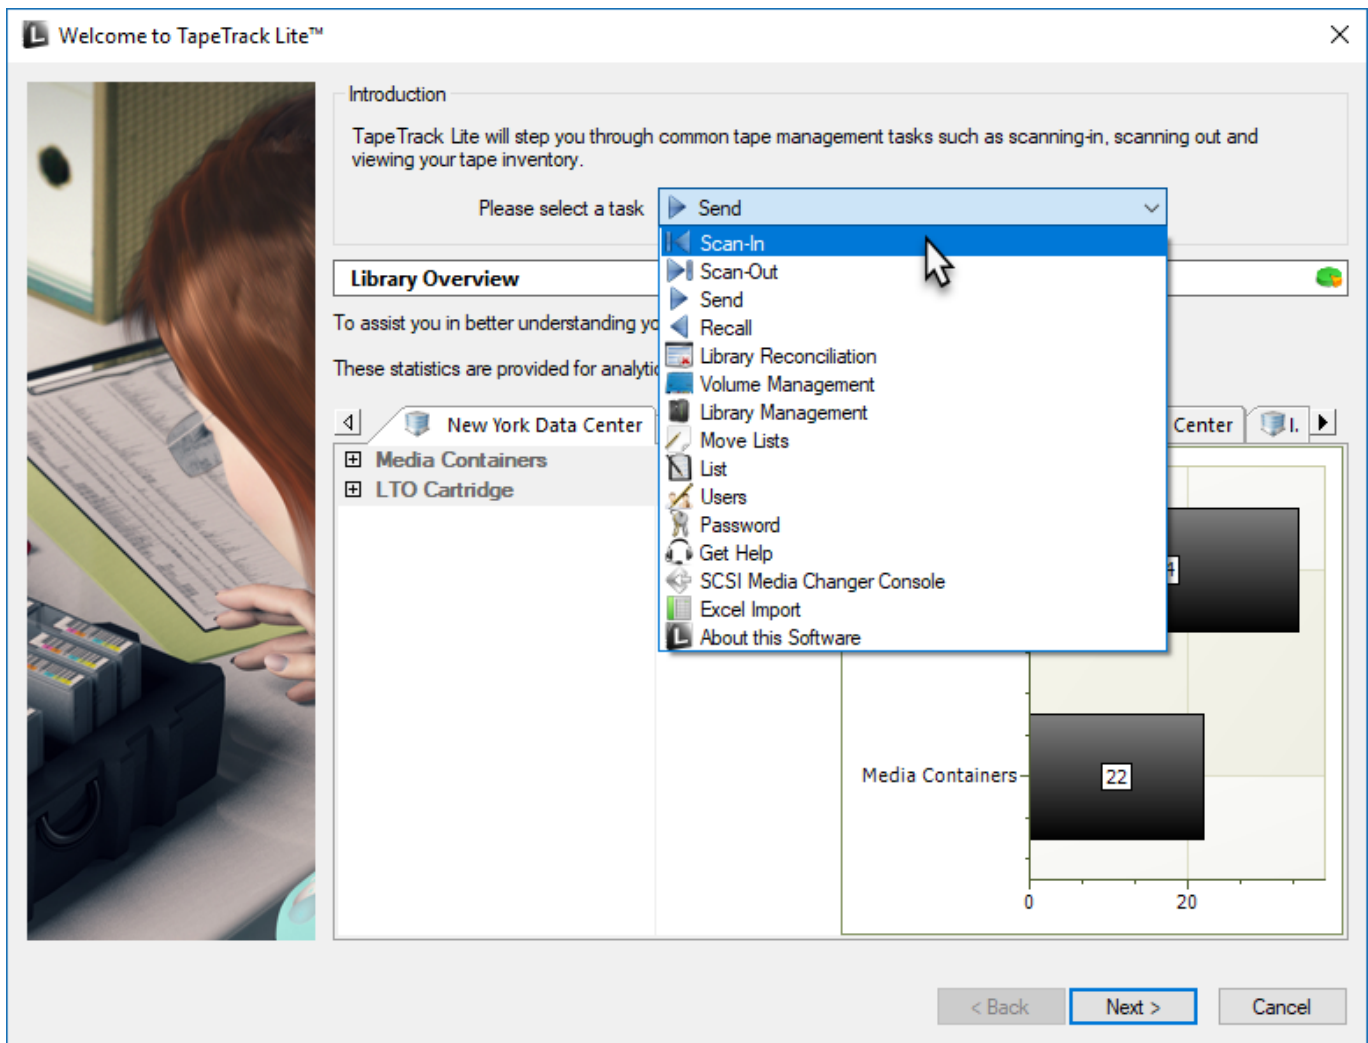 Welcome to TapeTrack Lite™
Introduction
TapeTrack Lite will step you through common tape management tasks such as scanning-in, scanning out and
viewing your tape inventory.
Please select a task
Send
Scan-In
Scan-Out
Send
Recall
Library Reconciliation
Volume Management
Library Management
Move Lists
List
Users
Password
Get Help
SCSI Media Changer Console
Excel Import
About this Software
Library Overview
To assist you in better understanding
These statistics are provided for
New York Data Center
Center
I.
Media Containers
LTO Cartridge
4
Media Containers
22
0
20
< Back
Next >
Cancel